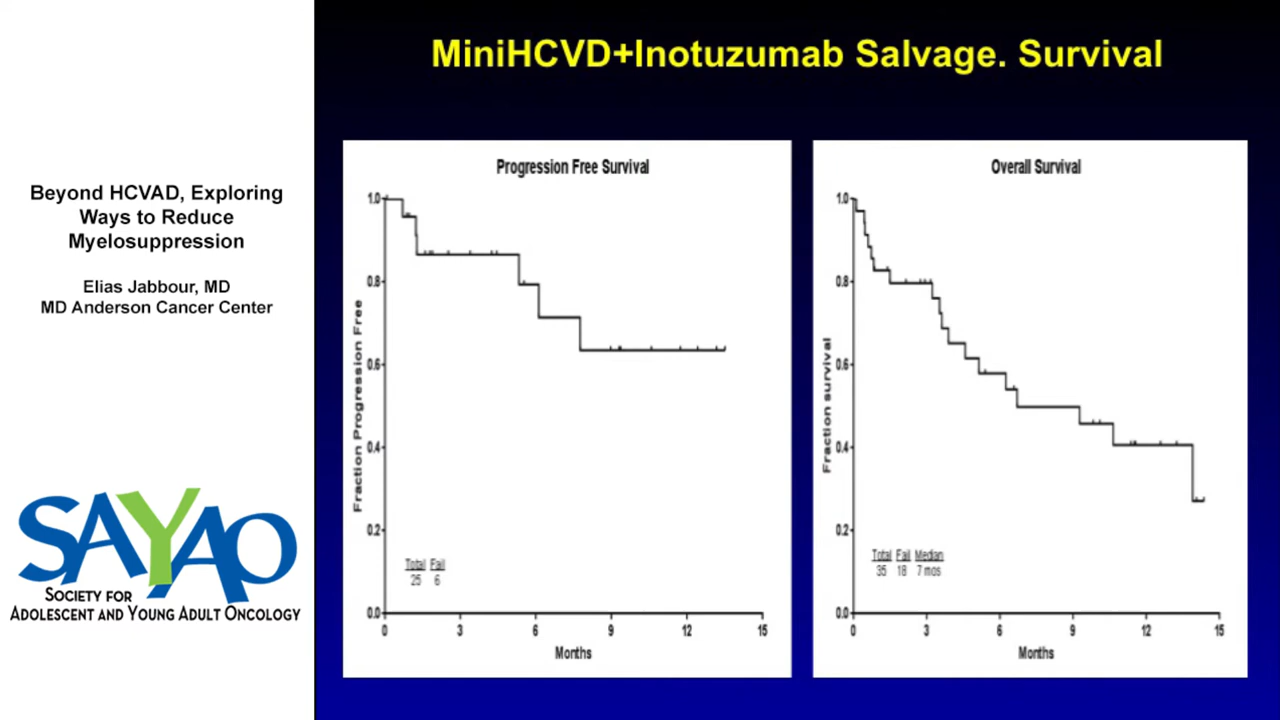 MiniHCVD+Inotuzumab Salvage. Survival
Beyond HCVAD, Exploring
Ways to Reduce
Myelosuppression
Elias Jabbour, MD
MD Anderson Cancer Center
SAYAO
SOCIETY FOR
ADOLESCENT AND YOUNG ADULT ONCOLOGY
Progression Free Survival
Fraction Progression Free
1.0
0.8
0.6
0.4
0.2
0.0
Total Fail
25 6
0 3 6 9 12 15
Months
Overall Survival
Fraction survival
1.0
0.8
0.6
0.4
0.2
0.0
Total Fail Median
35 18 7 mos
0 3 6 9 12 15
Months